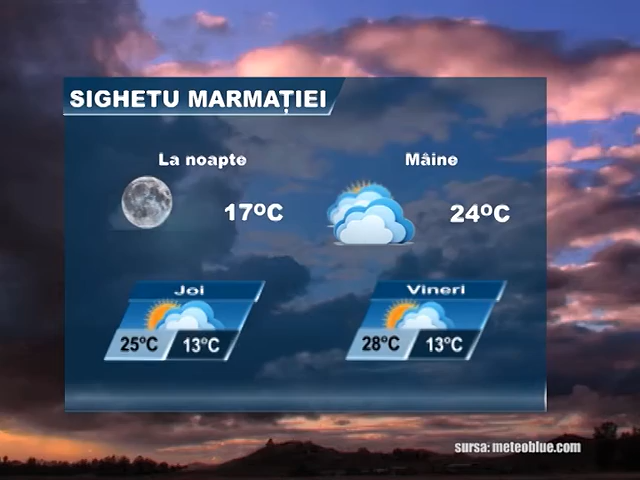 SIGHETU MARMAȚIEI
La noapte
Mâine
17ºC
24ºC
Joi
Vineri
25ºC
13ºC
28ºC
13ºC
sursa: meteoblue.com